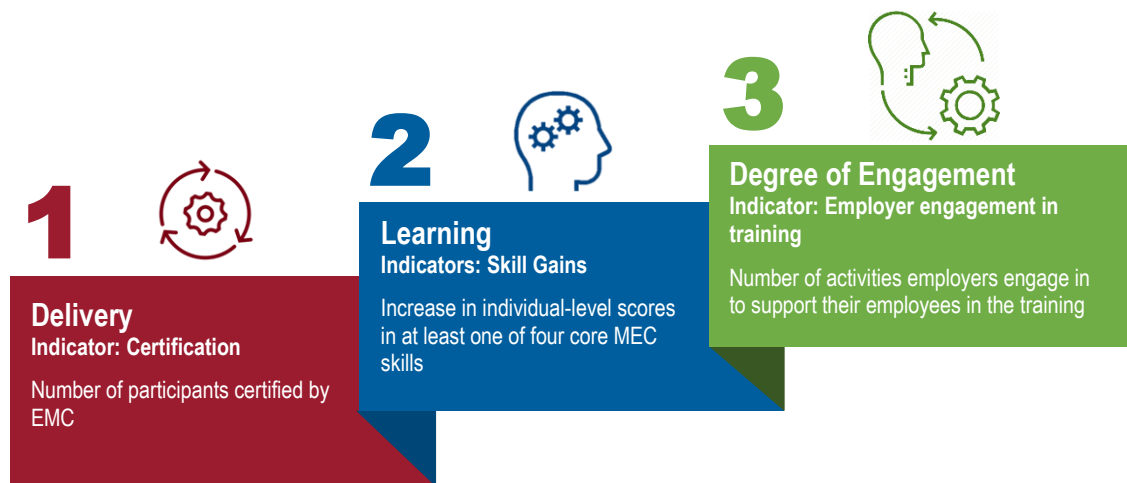 1
Delivery
Indicator: Certification
Number of participants certified by
EMC
2
Learning
Indicators: Skill Gains
Increase in individual-level scores
in at least one of four core MEC
skills
3
Degree of Engagement
Indicator: Employer engagement in
training
Number of activities employers engage in
to support their employees in the training